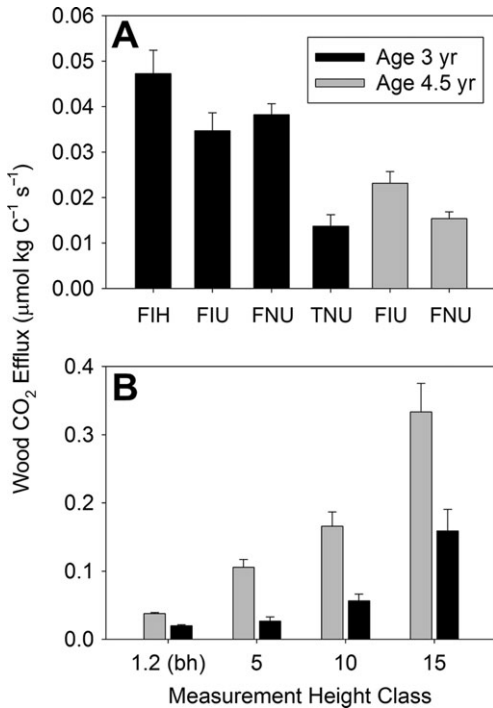 A
Age 3 yr
Age 4.5 yr
0.06
0.05
0.04
0.03
0.02
0.01
0.00
FIH FIU FNU TNU FIU FNU
Wood CO₂ Efflux (μmol kg C⁻¹ s⁻¹)
B
0.4
0.3
0.2
0.1
0.0
1.2 (bh) 5 10 15
Measurement Height Class